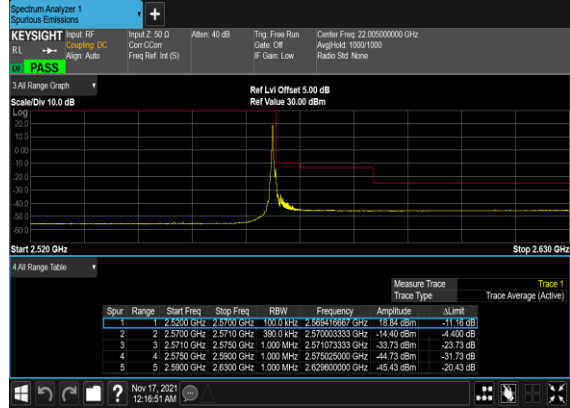 Spectrum Analyzer 1
Spurious Emissions
+
KEYSIGHT Input: RF Input Z: 50 Ω Atten: 40 dB Trig: Free Run Center Freq: 22.005000000 GHz
RL Coupling: DC Corr CCorr Gate: Off Avg|Hold: 1000/1000
Align: Auto Freq Ref: Int (S) IF Gain: Low Radio Std: None
PASS
3 All Range Graph
Ref Lvl Offset 5.00 dB
Scale/Div 10.0 dB Ref Value 30.00 dBm
Log
20.0
10.0
0.00
-10.0
-20.0
-30.0
-40.0
-50.0
-60.0
Start 2.520 GHz Stop 2.630 GHz
4 All Range Table
Measure Trace Trace 1
Trace Type Trace Average (Active)
Spur Range Start Freq Stop Freq RBW Frequency Amplitude ΔLimit
1 1 2.5200 GHz 2.5700 GHz 100.0 kHz 2.569416667 GHz 18.84 dBm -11.16 dB
2 2 2.5700 GHz 2.5710 GHz 390.0 kHz 2.570003333 GHz -14.40 dBm -4.400 dB
3 3 2.5710 GHz 2.5750 GHz 1.000 MHz 2.571073333 GHz -33.73 dBm -23.73 dB
4 4 2.5750 GHz 2.5900 GHz 1.000 MHz 2.575025000 GHz -44.73 dBm -31.73 dB
5 5 2.5900 GHz 2.6300 GHz 1.000 MHz 2.629600000 GHz -45.43 dBm -20.43 dB
? Nov 17, 2021
12:16:51 AM